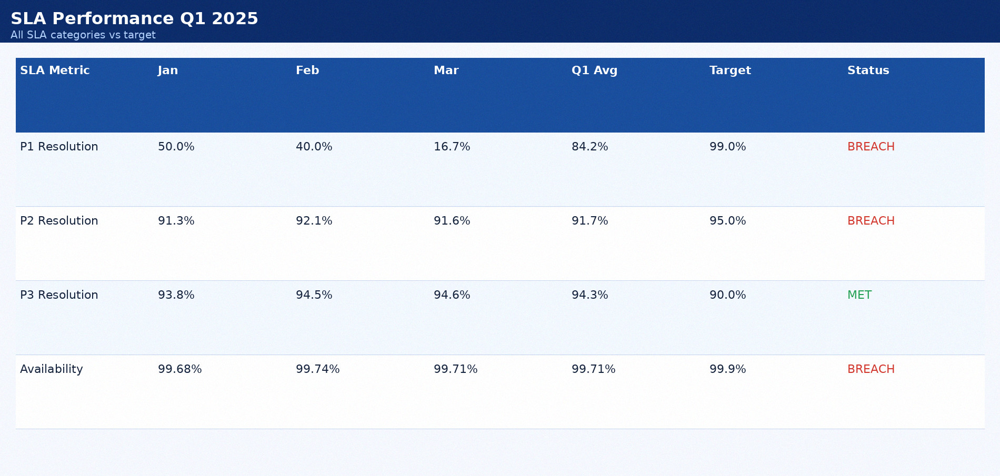 SLA Performance Q1 2025
All SLA categories vs target
SLA Metric Jan Feb Mar Q1 Avg Target Status
P1 Resolution 50.0% 40.0% 16.7% 84.2% 99.0% BREACH
P2 Resolution 91.3% 92.1% 91.6% 91.7% 95.0% BREACH
P3 Resolution 93.8% 94.5% 94.6% 94.3% 90.0% MET
Availability 99.68% 99.74% 99.71% 99.71% 99.9% BREACH